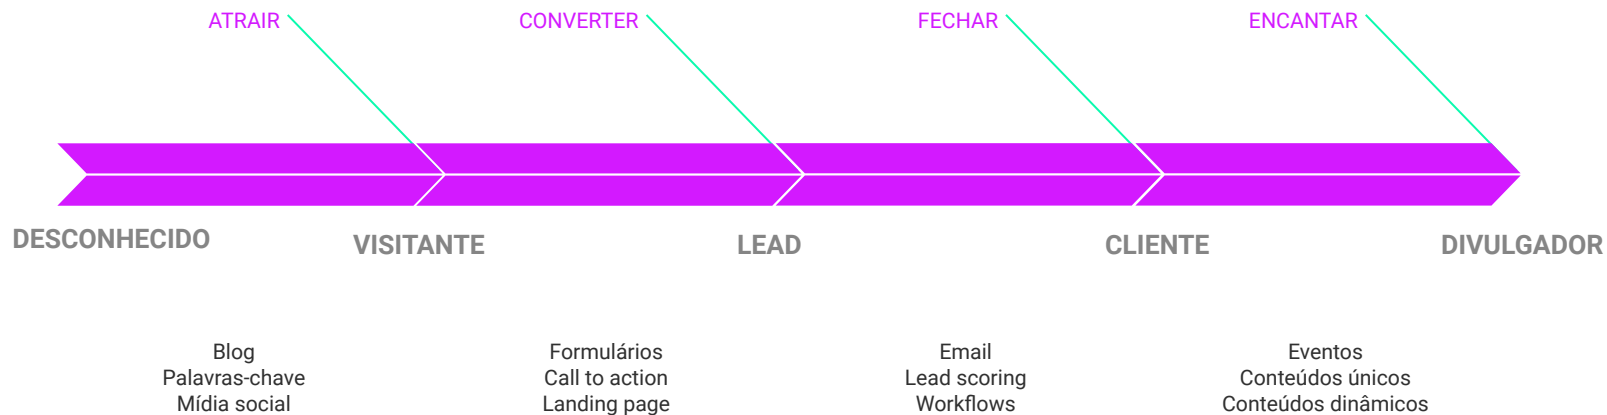 ATRAIR
CONVERTER
FECHAR
ENCANTAR
DESCONHECIDO
VISITANTE
LEAD
CLIENTE
DIVULGADOR
Blog
Palavras-chave
Mídia social
Formulários
Call to action
Landing page
Email
Lead scoring
Workflows
Eventos
Conteúdos únicos
Conteúdos dinâmicos